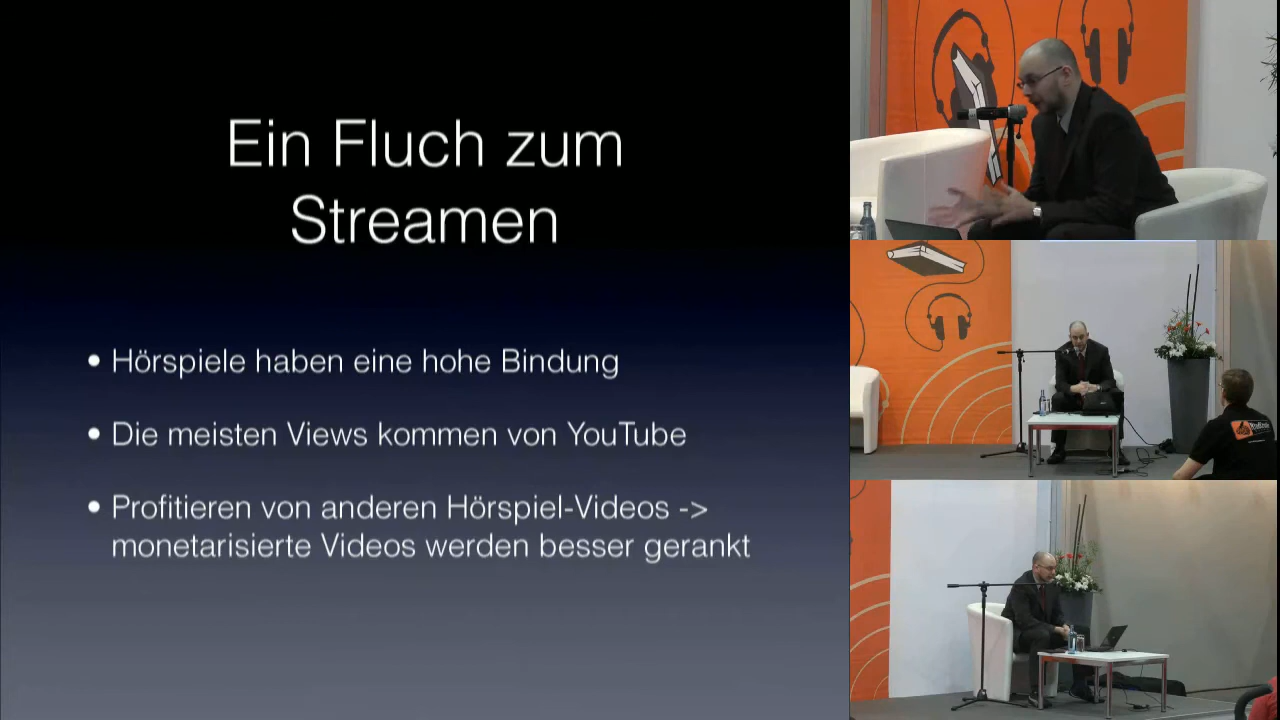 Ein Fluch zum
Streamen
• Hörspiele haben eine hohe Bindung
• Die meisten Views kommen von YouTube
• Profitieren von anderen Hörspiel-Videos ->
monetarisierte Videos werden besser gerankt